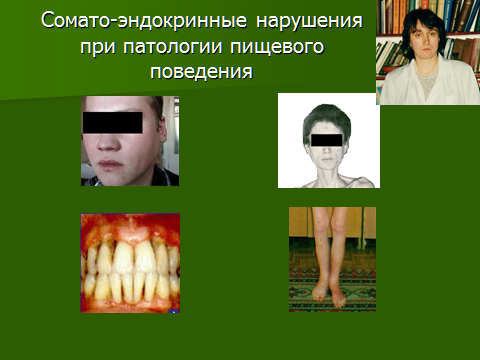 Сомато-эндокринные нарушения
при патологии пищевого
поведения